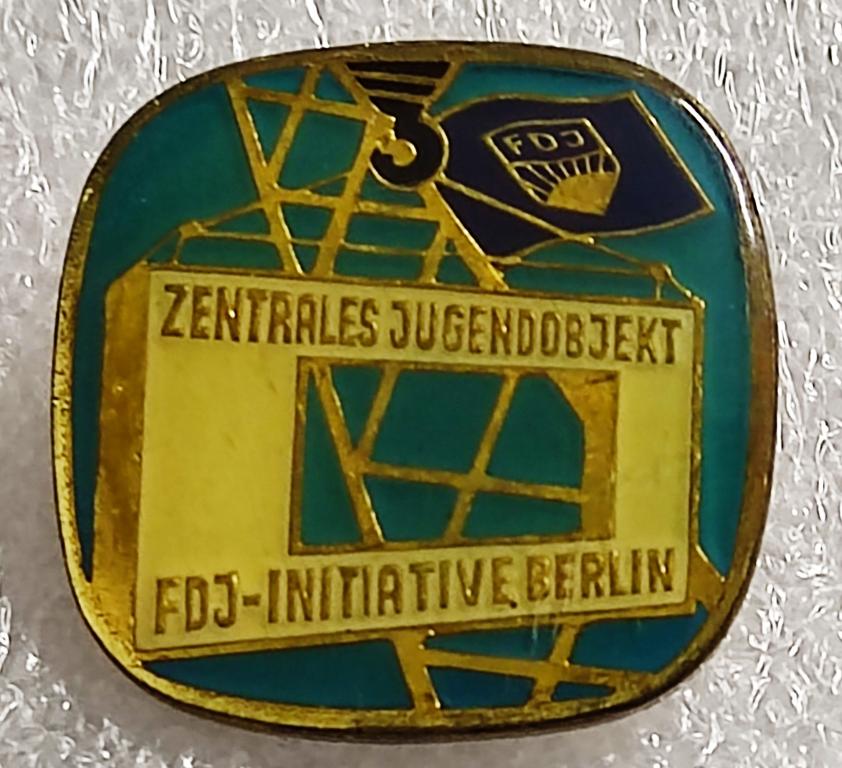 FDJ
ZENTRALES JUGENDOBJEKT
FDJ-INITIATIVE BERLIN